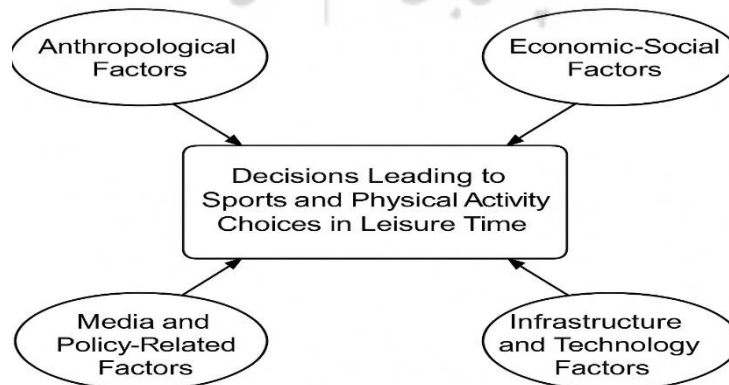 Anthropological
Factors
Economic-Social
Factors
Decisions Leading to
Sports and Physical Activity
Choices in Leisure Time
Media and
Policy-Related
Factors
Infrastructure
and Technology
Factors